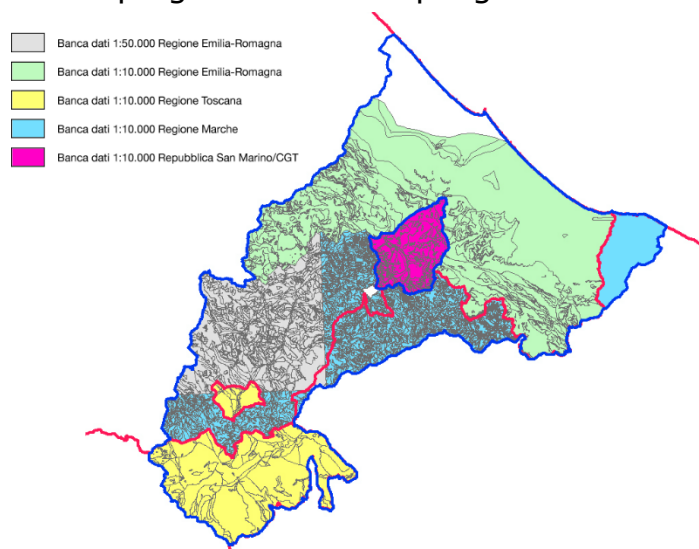 Banca dati 1:50.000 Regione Emilia-Romagna
Banca dati 1:10.000 Regione Emilia-Romagna
Banca dati 1:10.000 Regione Toscana
Banca dati 1:10.000 Regione Marche
Banca dati 1:10.000 Repubblica San Marino/CGT